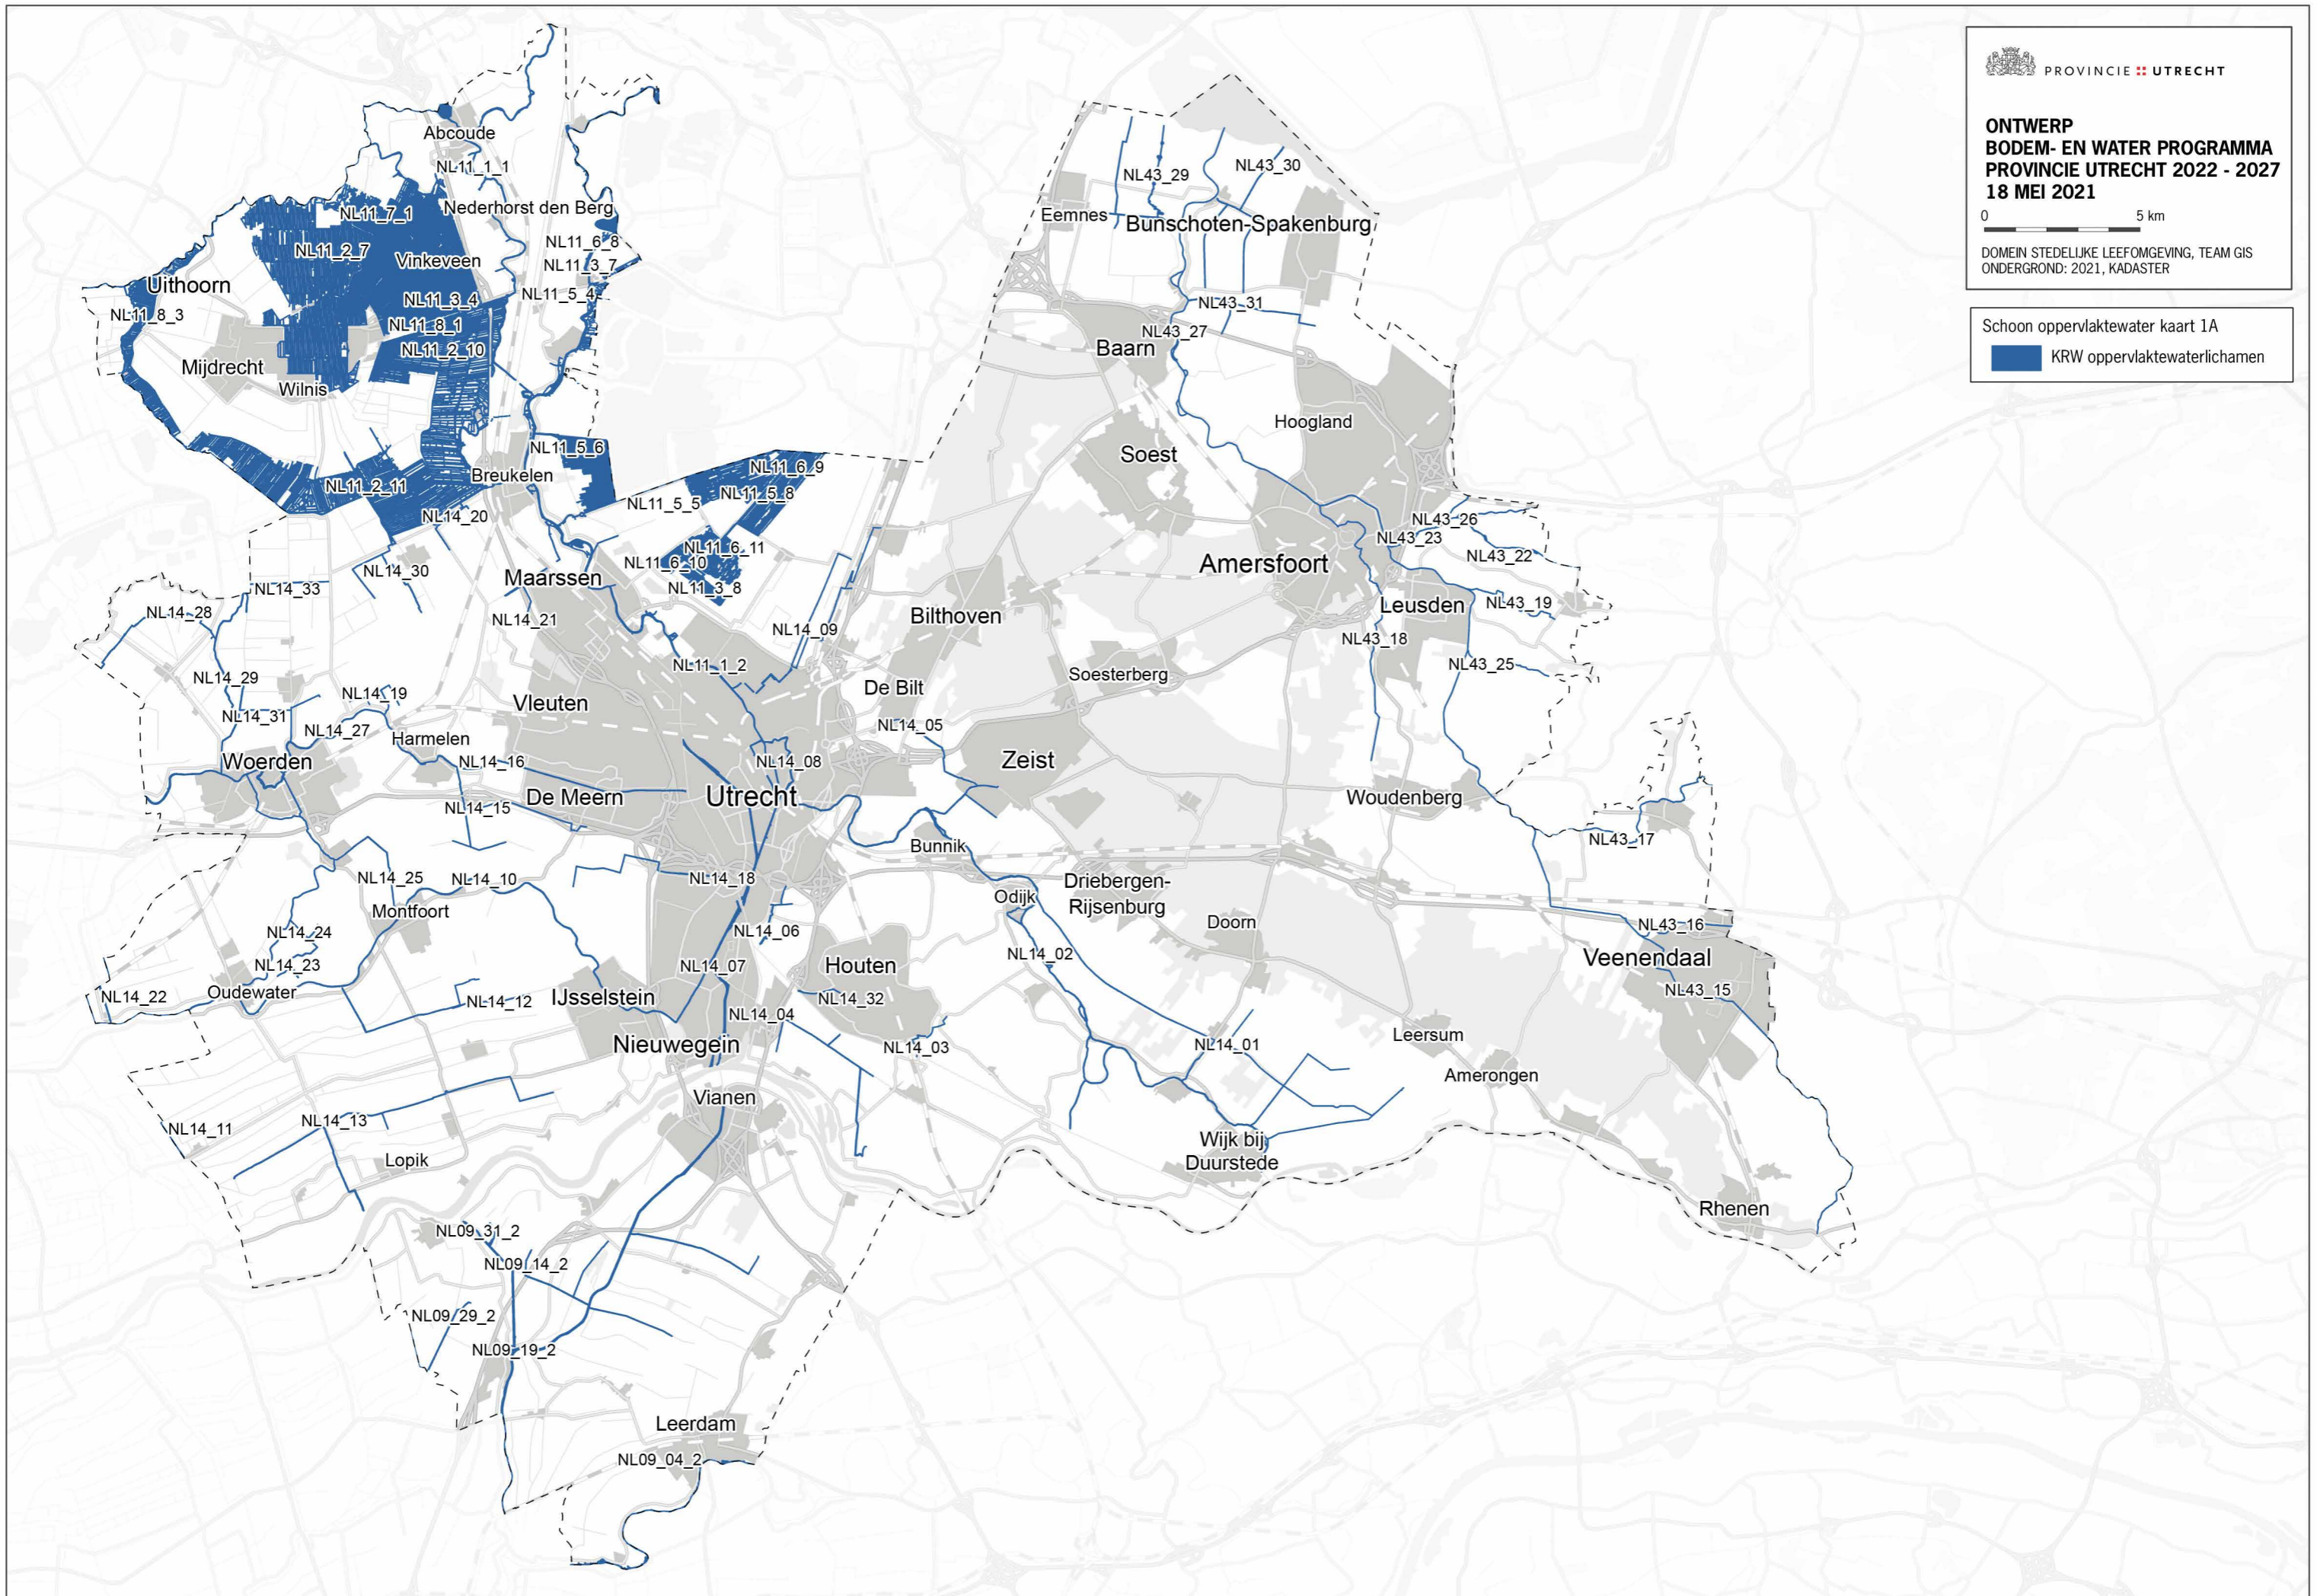 PROVINCIE UTRECHT
ONTWERP
BODEM- EN WATER PROGRAMMA
PROVINCIE UTRECHT 2022 - 2027
18 MEI 2021
0 5 km
DOMEIN STEDELIJKE LEEFOMGEVING, TEAM GIS
ONDERGROND: 2021, KADASTER
Schoon oppervlaktewater kaart 1A
KRW oppervlaktewaterlichamen
Abcoude
NL11_1_1
NL11_7_1
Nederhorst den Berg
NL11_2_7
Vinkeveen
NL11_6_8
NL11_3_7
Uithoorn
NL11_5_4
NL11_3_4
NL11_8_3
NL11_8_1
NL11_2_10
Mijdrecht
Wilnis
NL11_5_6
Breukelen
NL11_2_11
NL14_20
NL11_6_9
NL11_5_8
NL11_5_5
NL11_6_11
NL11_6_10
NL11_3_8
NL14_30
Maarssen
NL14_33
NL14_28
NL14_21
NL14_09
NL11_1_2
NL14_29
NL14_19
NL14_31
NL14_27
Vleuten
Harmelen
Woerden
NL14_16
NL14_15
De Meern
Utrecht
NL14_08
De Bilt
NL14_05
Bilthoven
Zeist
Soesterberg
NL43_29
NL43_30
Eemnes
Bunschoten-Spakenburg
NL43_31
NL43_27
Baarn
Hoogland
Soest
Amersfoort
NL43_26
NL43_23
NL43_22
Leusden
NL43_19
NL43_18
NL43_25
Woudenberg
NL43_17
Bunnik
NL14_18
Odijk
Driebergen-
Rijsenburg
Doorn
NL14_25
NL14_10
Montfoort
NL14_24
NL14_23
Oudewater
NL14_22
NL14_12
IJsselstein
NL14_06
NL14_07
Houten
NL14_32
NL14_04
NL14_02
NL14_03
NL14_01
Nieuwegein
Vianen
NL43_16
Veenendaal
NL43_15
Leersum
Amerongen
Wijk bij
Duurstede
Rhenen
NL14_13
NL14_11
Lopik
NL09_31_2
NL09_14_2
NL09_29_2
NL09_19_2
Leerdam
NL09_04_2